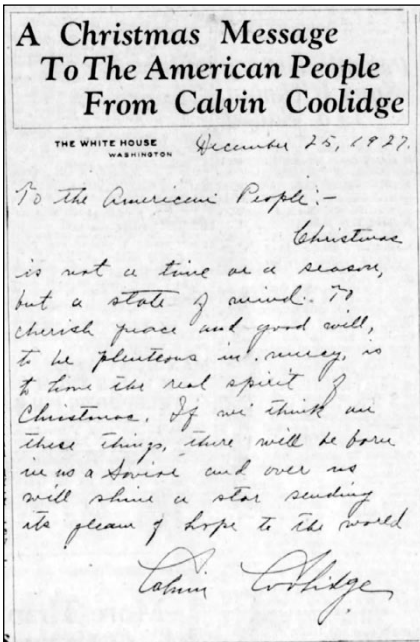 A Christmas Message
To The American People
From Calvin Coolidge
THE WHITE HOUSE
WASHINGTON
December 25, 1927.
To the American People:-
Christmas
is not a time or a season,
but a state of mind. To
cherish peace and good will,
to be plenteous in mercy, is
to have the real spirit of
Christmas. If we think on
these things, there will be born
in us a Savior and over us
will shine a star sending
its gleam of hope to the world
Calvin Coolidge